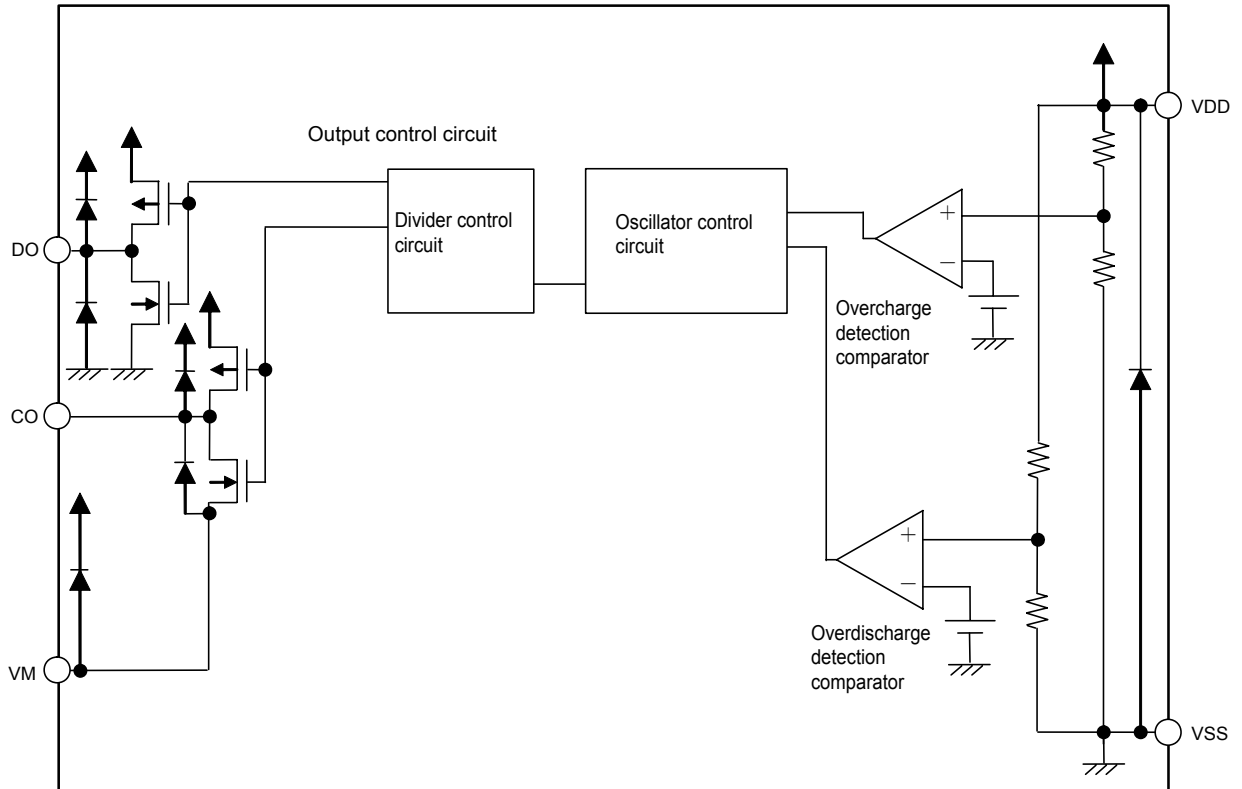 VDD
Output control circuit
Divider control
circuit
Oscillator control
circuit
+
−
DO
Overcharge
detection
comparator
CO
+
−
Overdischarge
detection
comparator
VM
VSS